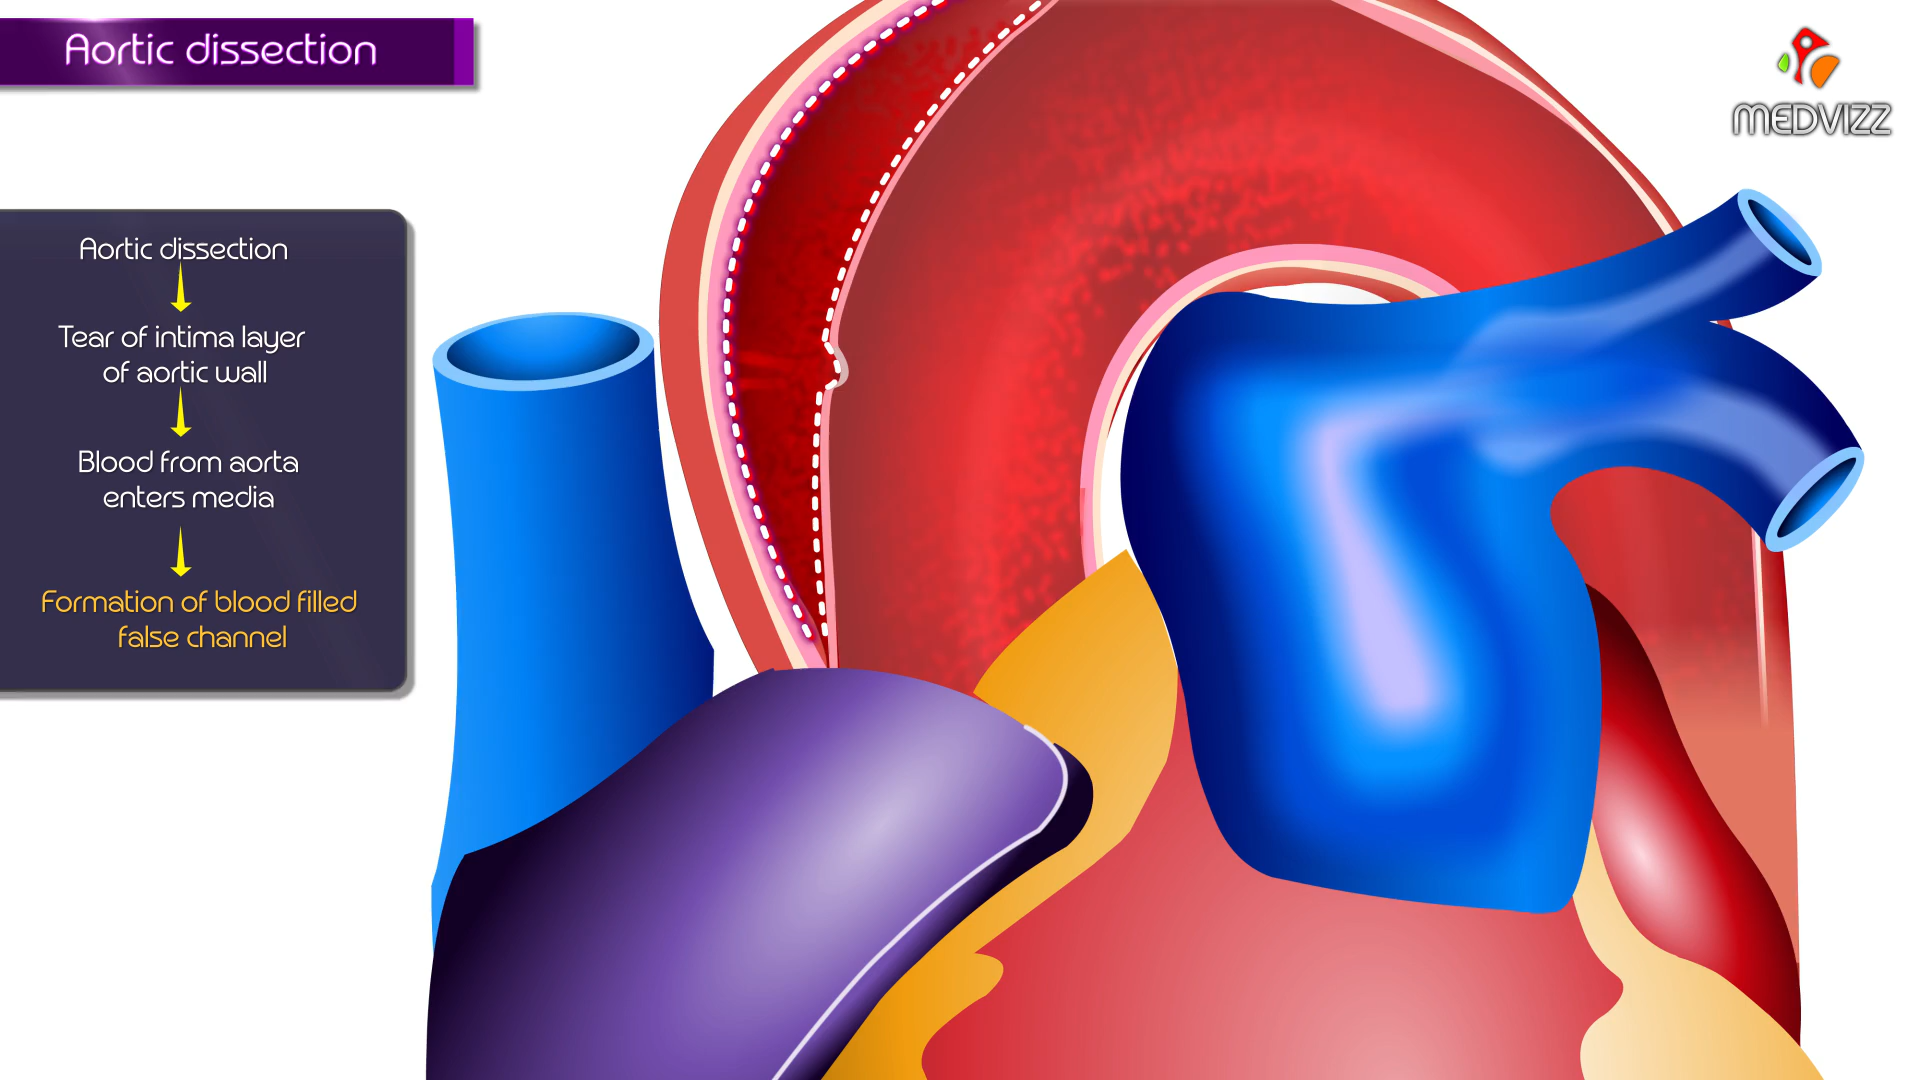 Aortic dissection
MEDVIZZ
Aortic dissection
Tear of intima layer
of aortic wall
Blood from aorta
enters media
Formation of blood filled
false channel